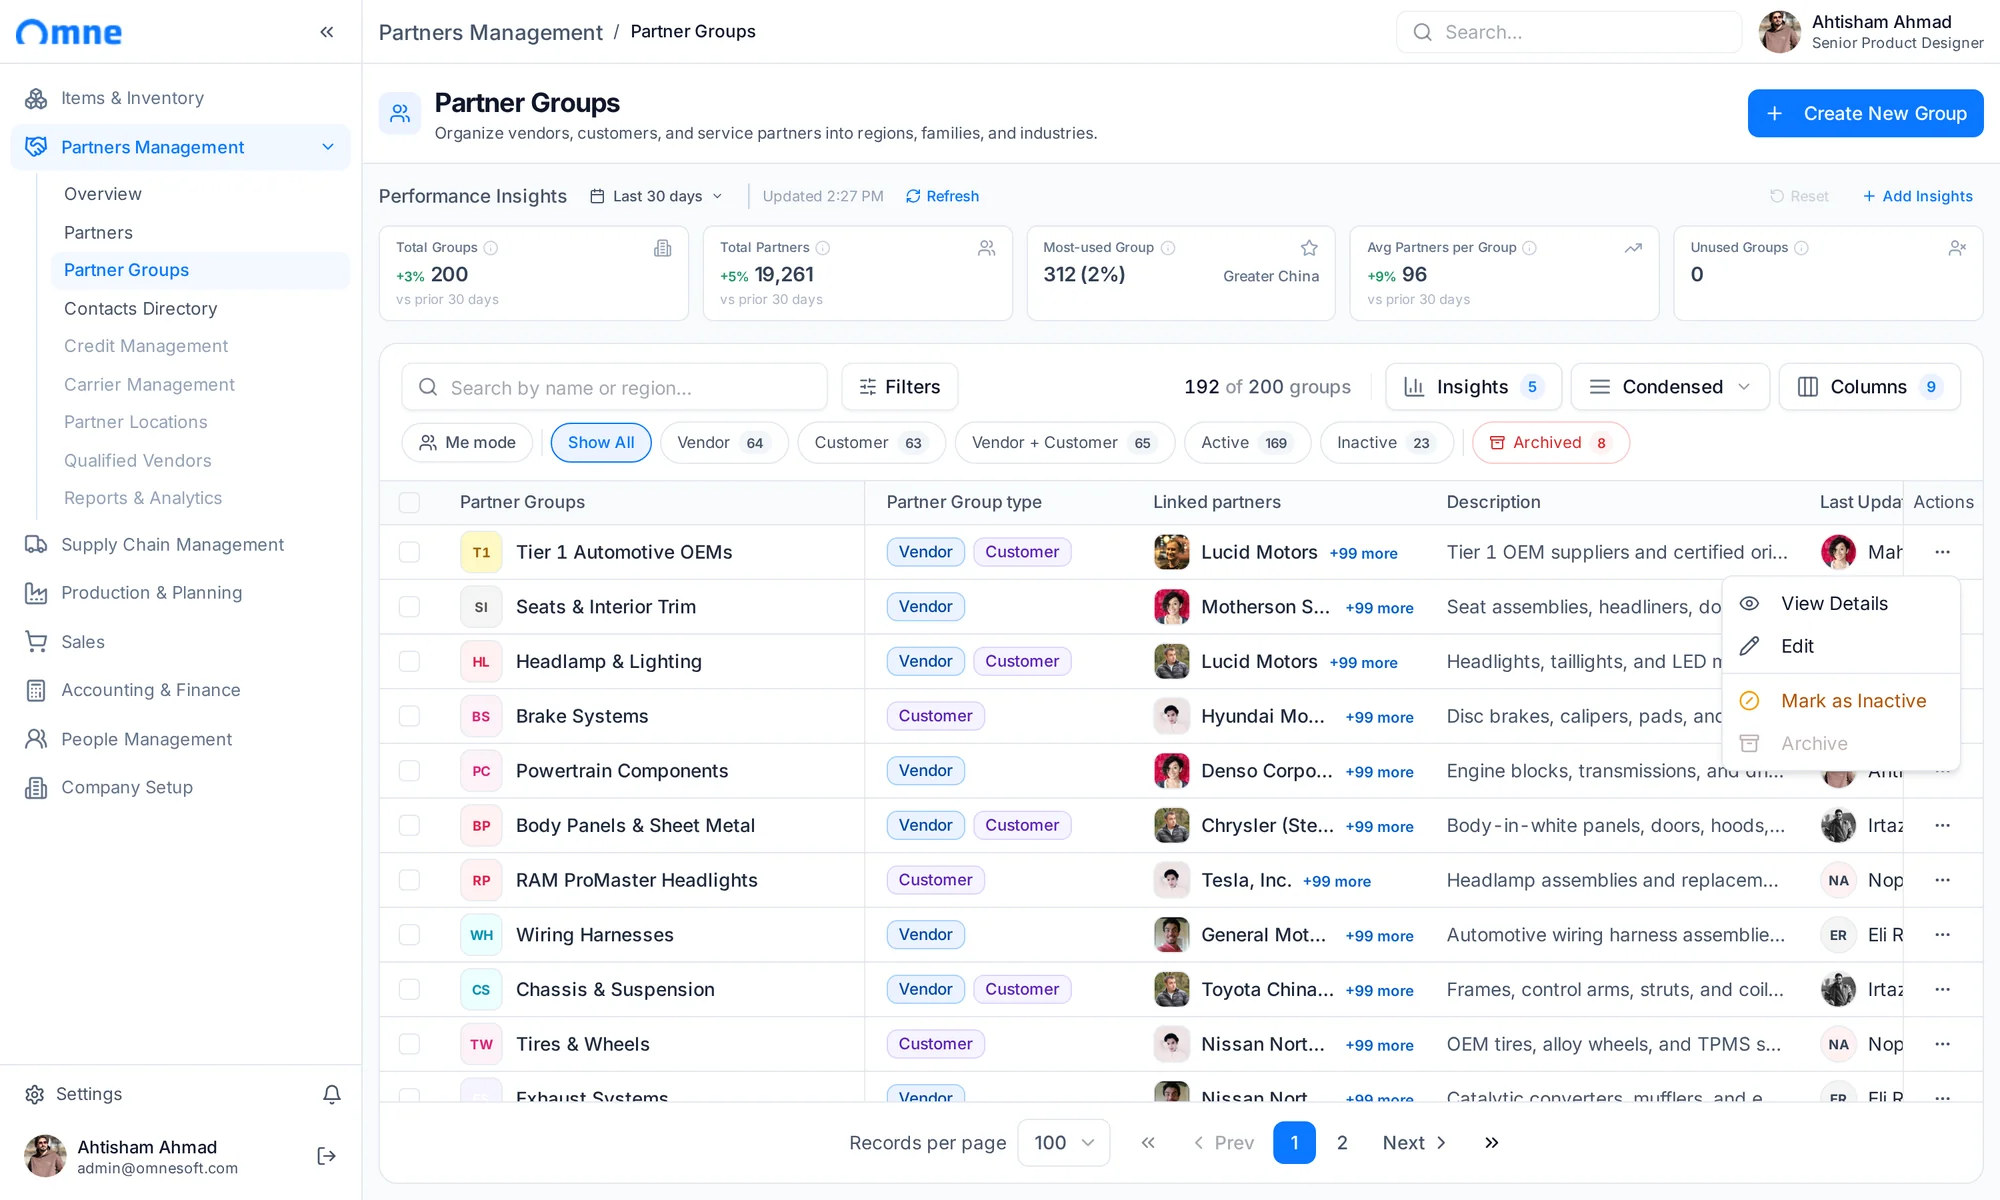 Omne
Items & Inventory
Partners Management
Overview
Partners
Partner Groups
Contacts Directory
Credit Management
Carrier Management
Partner Locations
Qualified Vendors
Reports & Analytics
Supply Chain Management
Production & Planning
Sales
Accounting & Finance
People Management
Company Setup
Settings
Ahtisham Ahmad
admin@omnesoft.com
Partners Management / Partner Groups
Search...
Ahtisham Ahmad
Senior Product Designer
Partner Groups
Organize vendors, customers, and service partners into regions, families, and industries.
+ Create New Group
Performance Insights Last 30 days Updated 2:27 PM Refresh Reset + Add Insights
Total Groups
+3% 200
vs prior 30 days
Total Partners
+5% 19,261
vs prior 30 days
Most-used Group
312 (2%) Greater China
Avg Partners per Group
+9% 96
vs prior 30 days
Unused Groups
0
Search by name or region... Filters 192 of 200 groups Insights 5 Condensed Columns 9
Me mode Show All Vendor 64 Customer 63 Vendor + Customer 65 Active 169 Inactive 23 Archived 8
Partner Groups Partner Group type Linked partners Description Last Updat Actions
T1 Tier 1 Automotive OEMs Vendor Customer Lucid Motors +99 more Tier 1 OEM suppliers and certified ori... Mah ...
SI Seats & Interior Trim Vendor Motherson S... +99 more Seat assemblies, headliners, do
HL Headlamp & Lighting Vendor Customer Lucid Motors +99 more Headlights, taillights, and LED
BS Brake Systems Customer Hyundai Mo... +99 more Disc brakes, calipers, pads, and
PC Powertrain Components Vendor Denso Corpo... +99 more Engine blocks, transmissions, and
BP Body Panels & Sheet Metal Vendor Customer Chrysler (Ste... +99 more Body-in-white panels, doors, hoods,... Irtaz ...
RP RAM ProMaster Headlights Customer Tesla, Inc. +99 more Headlamp assemblies and replacem... NA Nop ...
WH Wiring Harnesses Vendor General Mot... +99 more Automotive wiring harness assemblie... ER Eli R ...
CS Chassis & Suspension Vendor Customer Toyota China... +99 more Frames, control arms, struts, and coil... Irtaz ...
TW Tires & Wheels Customer Nissan Nort... +99 more OEM tires, alloy wheels, and TPMS s... NA Nop ...
Exhaust Systems Vendor Nissan Nort... +99 more Catalytic converters, mufflers, and e... ER Eli R ...
View Details
Edit
Mark as Inactive
Archive
Records per page 100 « < Prev 1 2 Next > »